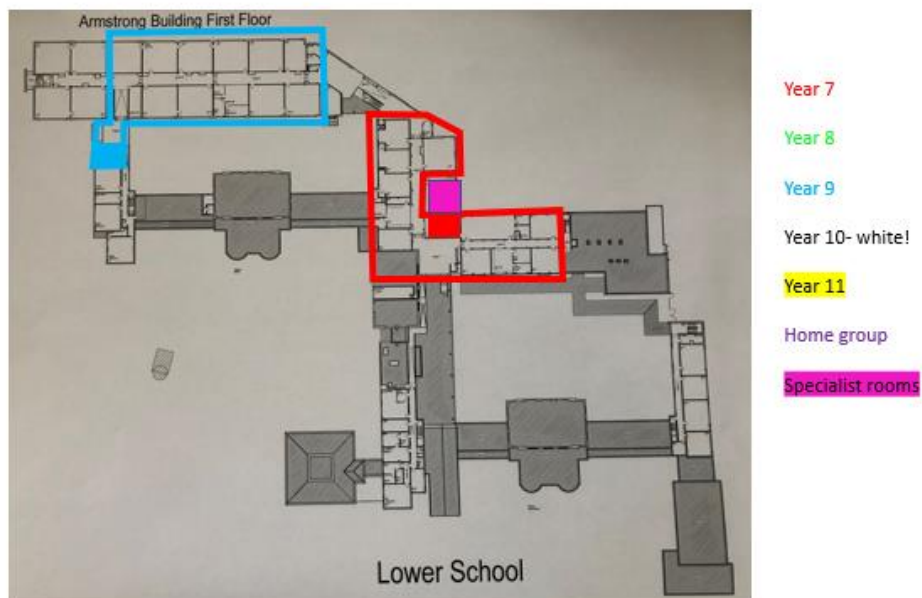 Armstrong Building First Floor
Year 7
Year 8
Year 9
Year 10- white!
Year 11
Home group
Specialist rooms
Lower School